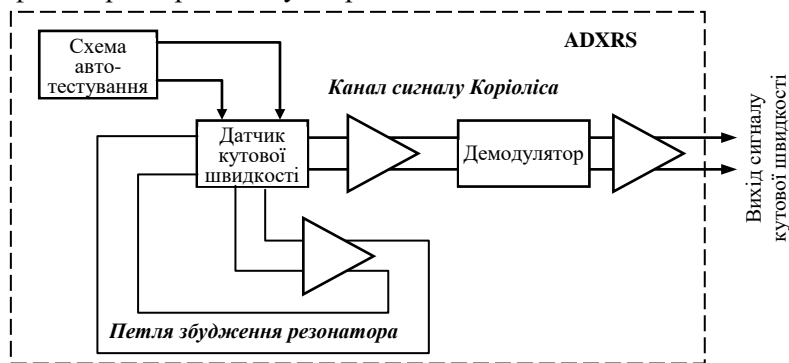 Схема
авто-
тестування
ADXRS
Канал сигналу Коріоліса
Датчик
кутової
швидкості
Демодулятор
Вихід сигналу
кутової швидкості
Петля збудження резонатора